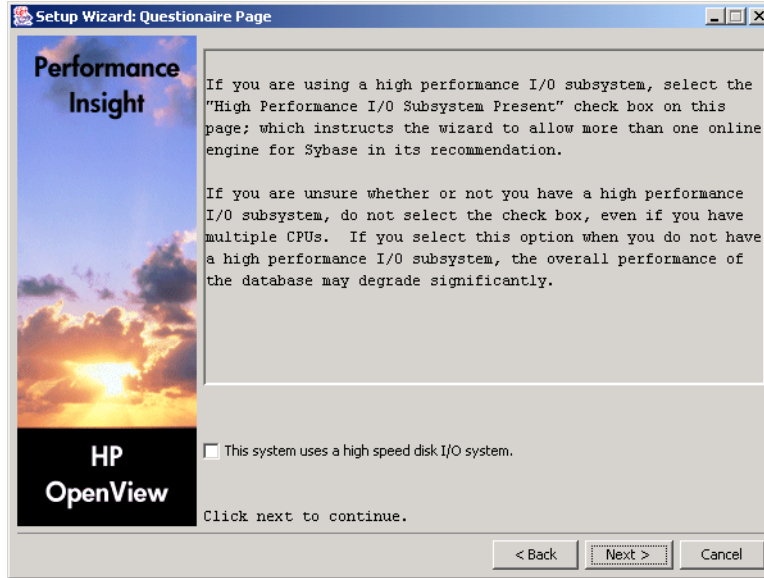 Setup Wizard: Questionaire Page
Performance
Insight
If you are using a high performance I/O subsystem, select the
"High Performance I/O Subsystem Present" check box on this
page; which instructs the wizard to allow more than one online
engine for Sybase in its recommendation.
If you are unsure whether or not you have a high performance
I/O subsystem, do not select the check box, even if you have
multiple CPUs.  If you select this option when you do not have
a high performance I/O subsystem, the overall performance of
the database may degrade significantly.
This system uses a high speed disk I/O system.
HP
OpenView
Click next to continue.
< Back
Next >
Cancel